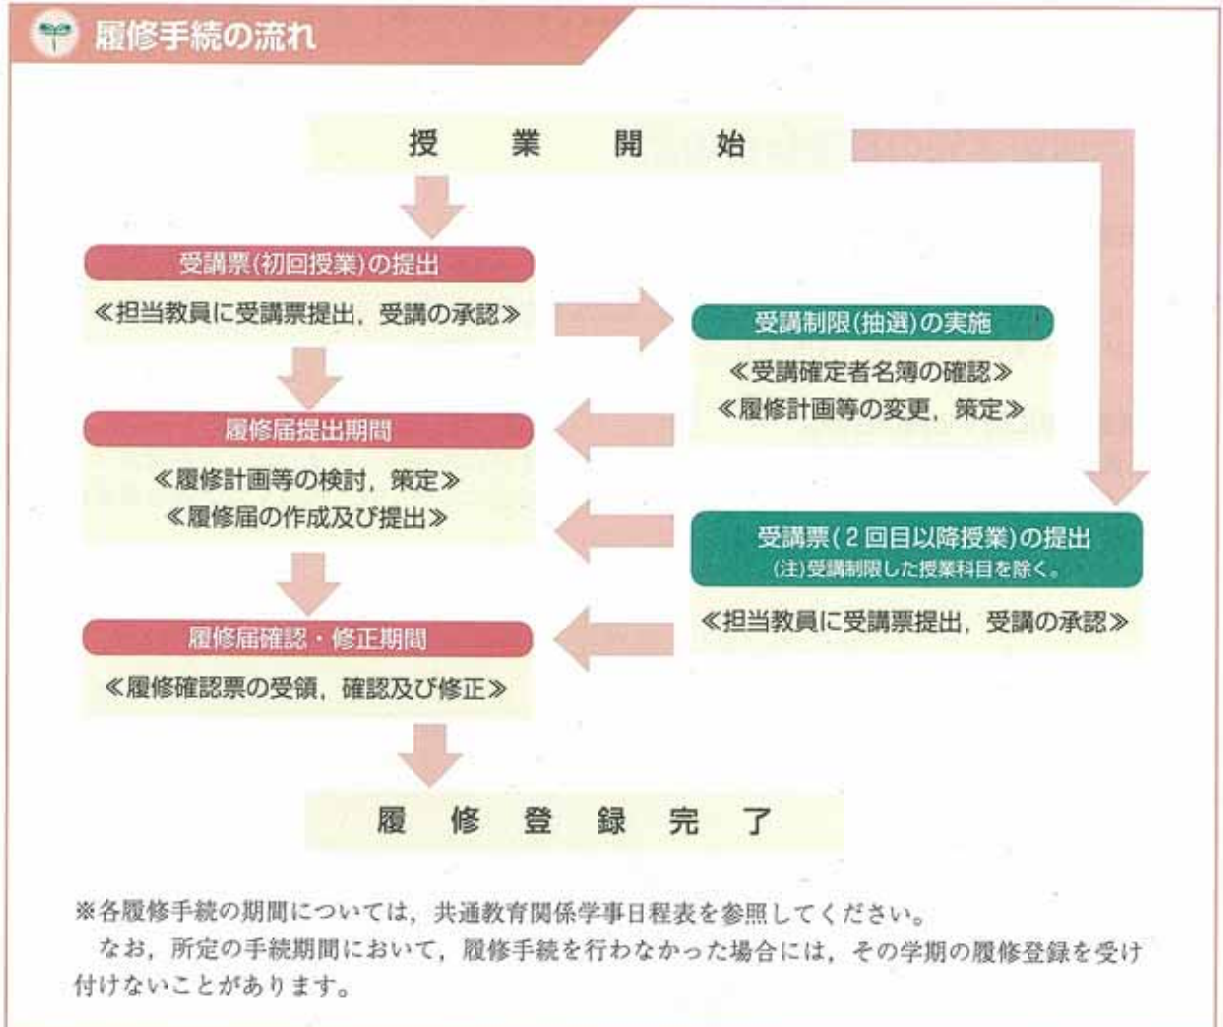 履修手続の流れ
授業開始
受講票(初回授業)の提出
≪担当教員に受講票提出，受講の承認≫
受講制限(抽選)の実施
≪受講確定者名簿の確認≫
≪履修計画等の変更，策定≫
履修届提出期間
≪履修計画等の検討，策定≫
≪履修届の作成及び提出≫
受講票(2回目以降授業)の提出
(注)受講制限した授業科目を除く。
≪担当教員に受講票提出，受講の承認≫
履修届確認・修正期間
≪履修確認票の受領，確認及び修正≫
履修登録完了
※各履修手続の期間については，共通教育関係学事日程表を参照してください。
なお，所定の手続期間において，履修手続を行わなかった場合には，その学期の履修登録を受け
付けないことがあります。